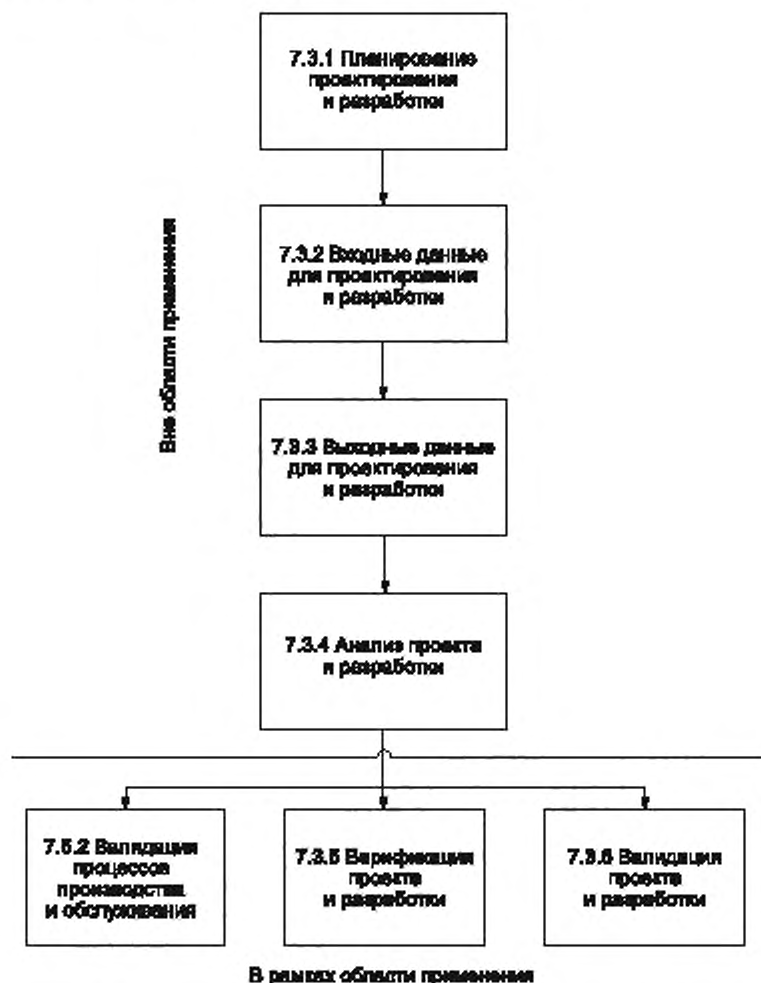 7.3.1 Планирование
проектирования
и разработки
Вне области применения
7.3.2 Входные данные
для проектирования
и разработки
7.3.3 Выходные данные
для проектирования
и разработки
7.3.4 Анализ проекта
и разработки
7.5.2 Валидация
процессов
производства
и обслуживания
7.3.5 Верификация
проекта
и разработки
7.3.6 Валидация
проекта
и разработки
В рамках области применения